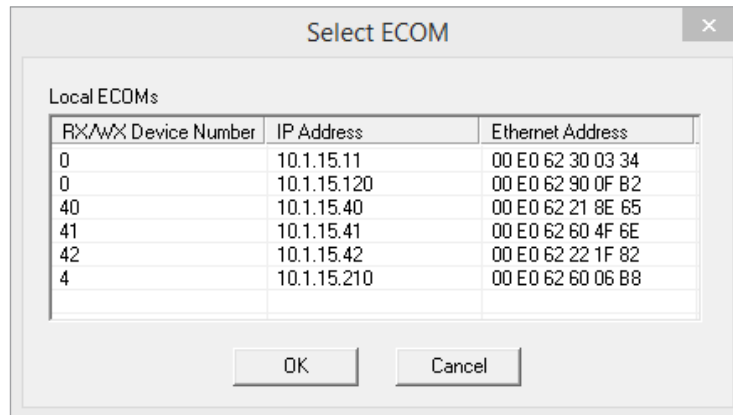 Select ECOM
Local ECOMs
RX/WX Device Number IP Address Ethernet Address
0 10.1.15.11 00 E0 62 30 03 34
0 10.1.15.120 00 E0 62 90 0F B2
40 10.1.15.40 00 E0 62 21 8E 65
41 10.1.15.41 00 E0 62 60 4F 6E
42 10.1.15.42 00 E0 62 22 1F 82
4 10.1.15.210 00 E0 62 60 06 B8
OK Cancel